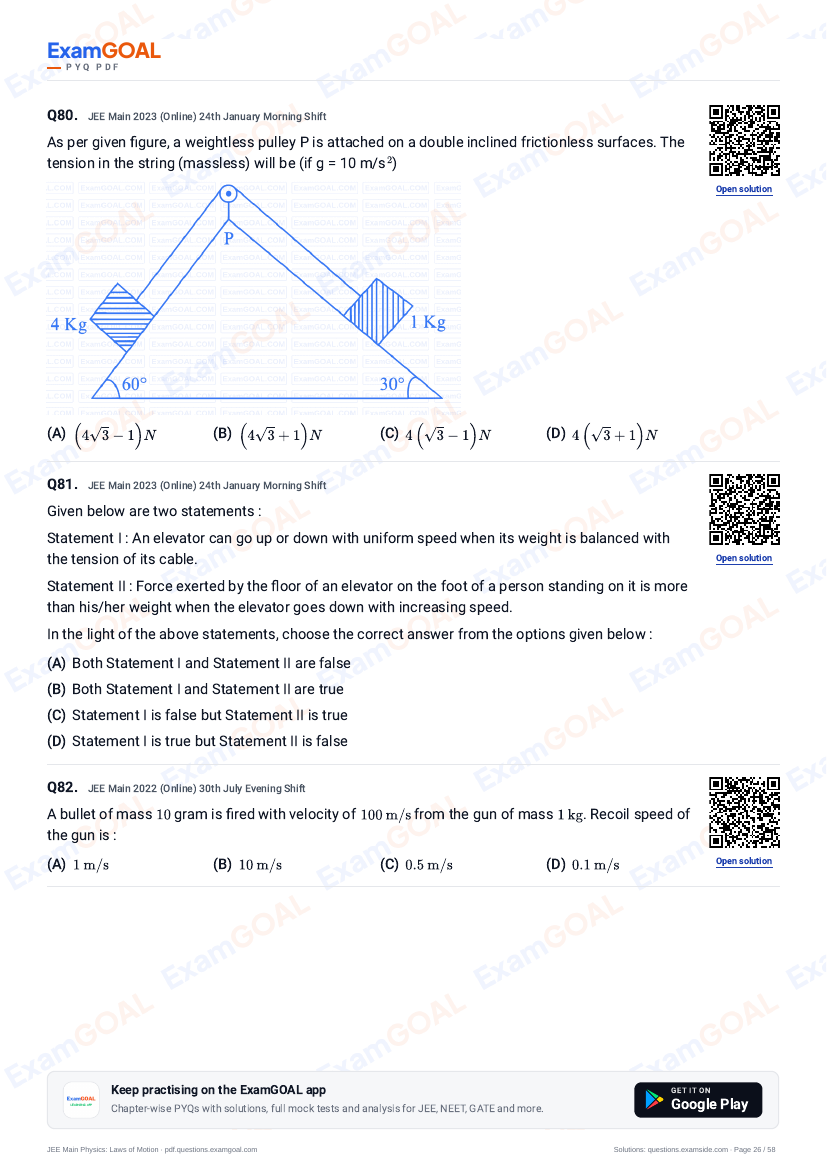 ExamGOAL
PYQ PDF
Q80. JEE Main 2023 (Online) 24th January Morning Shift
As per given figure, a weightless pulley P is attached on a double inclined frictionless surfaces. The
tension in the string (massless) will be (if g = 10 m/s²)
P
4 Kg
1 Kg
60°
30°
(A) (4√3 − 1)N (B) (4√3 + 1)N (C) 4(√3 − 1)N (D) 4(√3 + 1)N
Open solution
Q81. JEE Main 2023 (Online) 24th January Morning Shift
Given below are two statements :
Statement I : An elevator can go up or down with uniform speed when its weight is balanced with
the tension of its cable.
Statement II : Force exerted by the floor of an elevator on the foot of a person standing on it is more
than his/her weight when the elevator goes down with increasing speed.
In the light of the above statements, choose the correct answer from the options given below :
(A) Both Statement I and Statement II are false
(B) Both Statement I and Statement II are true
(C) Statement I is false but Statement II is true
(D) Statement I is true but Statement II is false
Open solution
Q82. JEE Main 2022 (Online) 30th July Evening Shift
A bullet of mass 10 gram is fired with velocity of 100 m/s from the gun of mass 1 kg. Recoil speed of
the gun is :
(A) 1 m/s (B) 10 m/s (C) 0.5 m/s (D) 0.1 m/s
Open solution
ExamGOAL
Keep practising on the ExamGOAL app
Chapter-wise PYQs with solutions, full mock tests and analysis for JEE, NEET, GATE and more.
GET IT ON
Google Play
JEE Main Physics: Laws of Motion · pdf.questions.examgoal.com
Solutions: questions.examside.com · Page 26 / 58